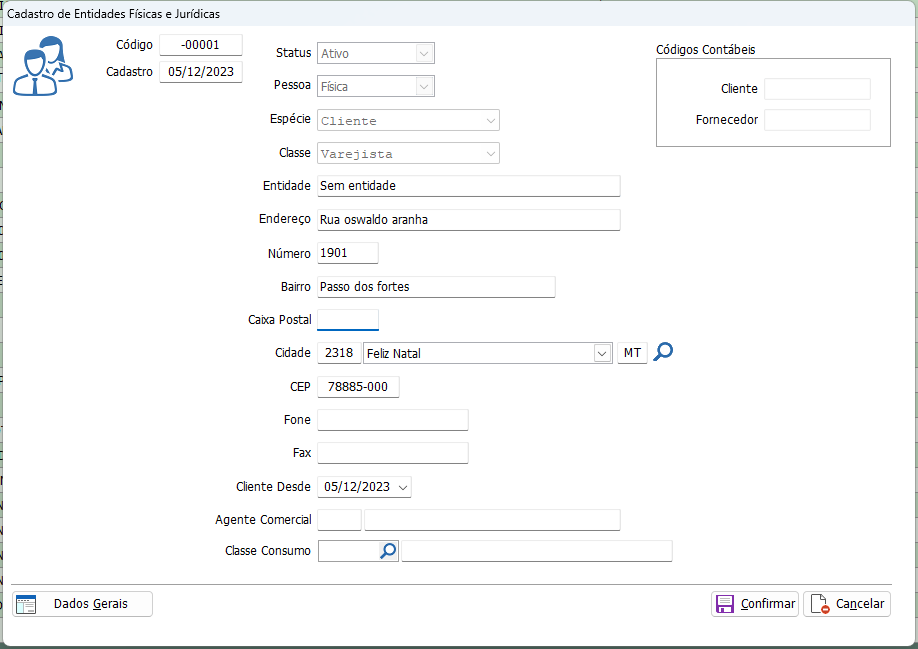 Cadastro de Entidades Físicas e Jurídicas
Código -00001
Cadastro 05/12/2023
Status Ativo
Pessoa Física
Espécie Cliente
Classe Varejista
Códigos Contábeis
Cliente
Fornecedor
Entidade Sem entidade
Endereço Rua oswaldo aranha
Número 1901
Bairro Passo dos fortes
Caixa Postal
Cidade 2318 Feliz Natal MT
CEP 78885-000
Fone
Fax
Cliente Desde 05/12/2023
Agente Comercial
Classe Consumo
Dados Gerais
Confirmar
Cancelar